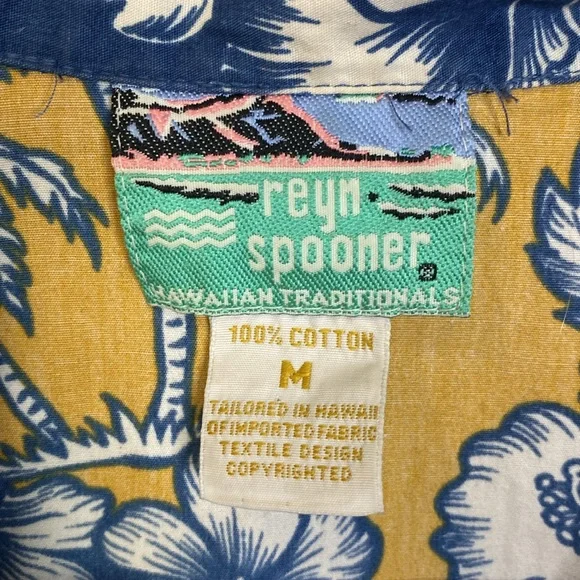 reyn
spooner
HAWAIIAN TRADITIONALS
100% COTTON
M
TAILORED IN HAWAII
OF IMPORTED FABRIC
TEXTILE DESIGN
COPYRIGHTED